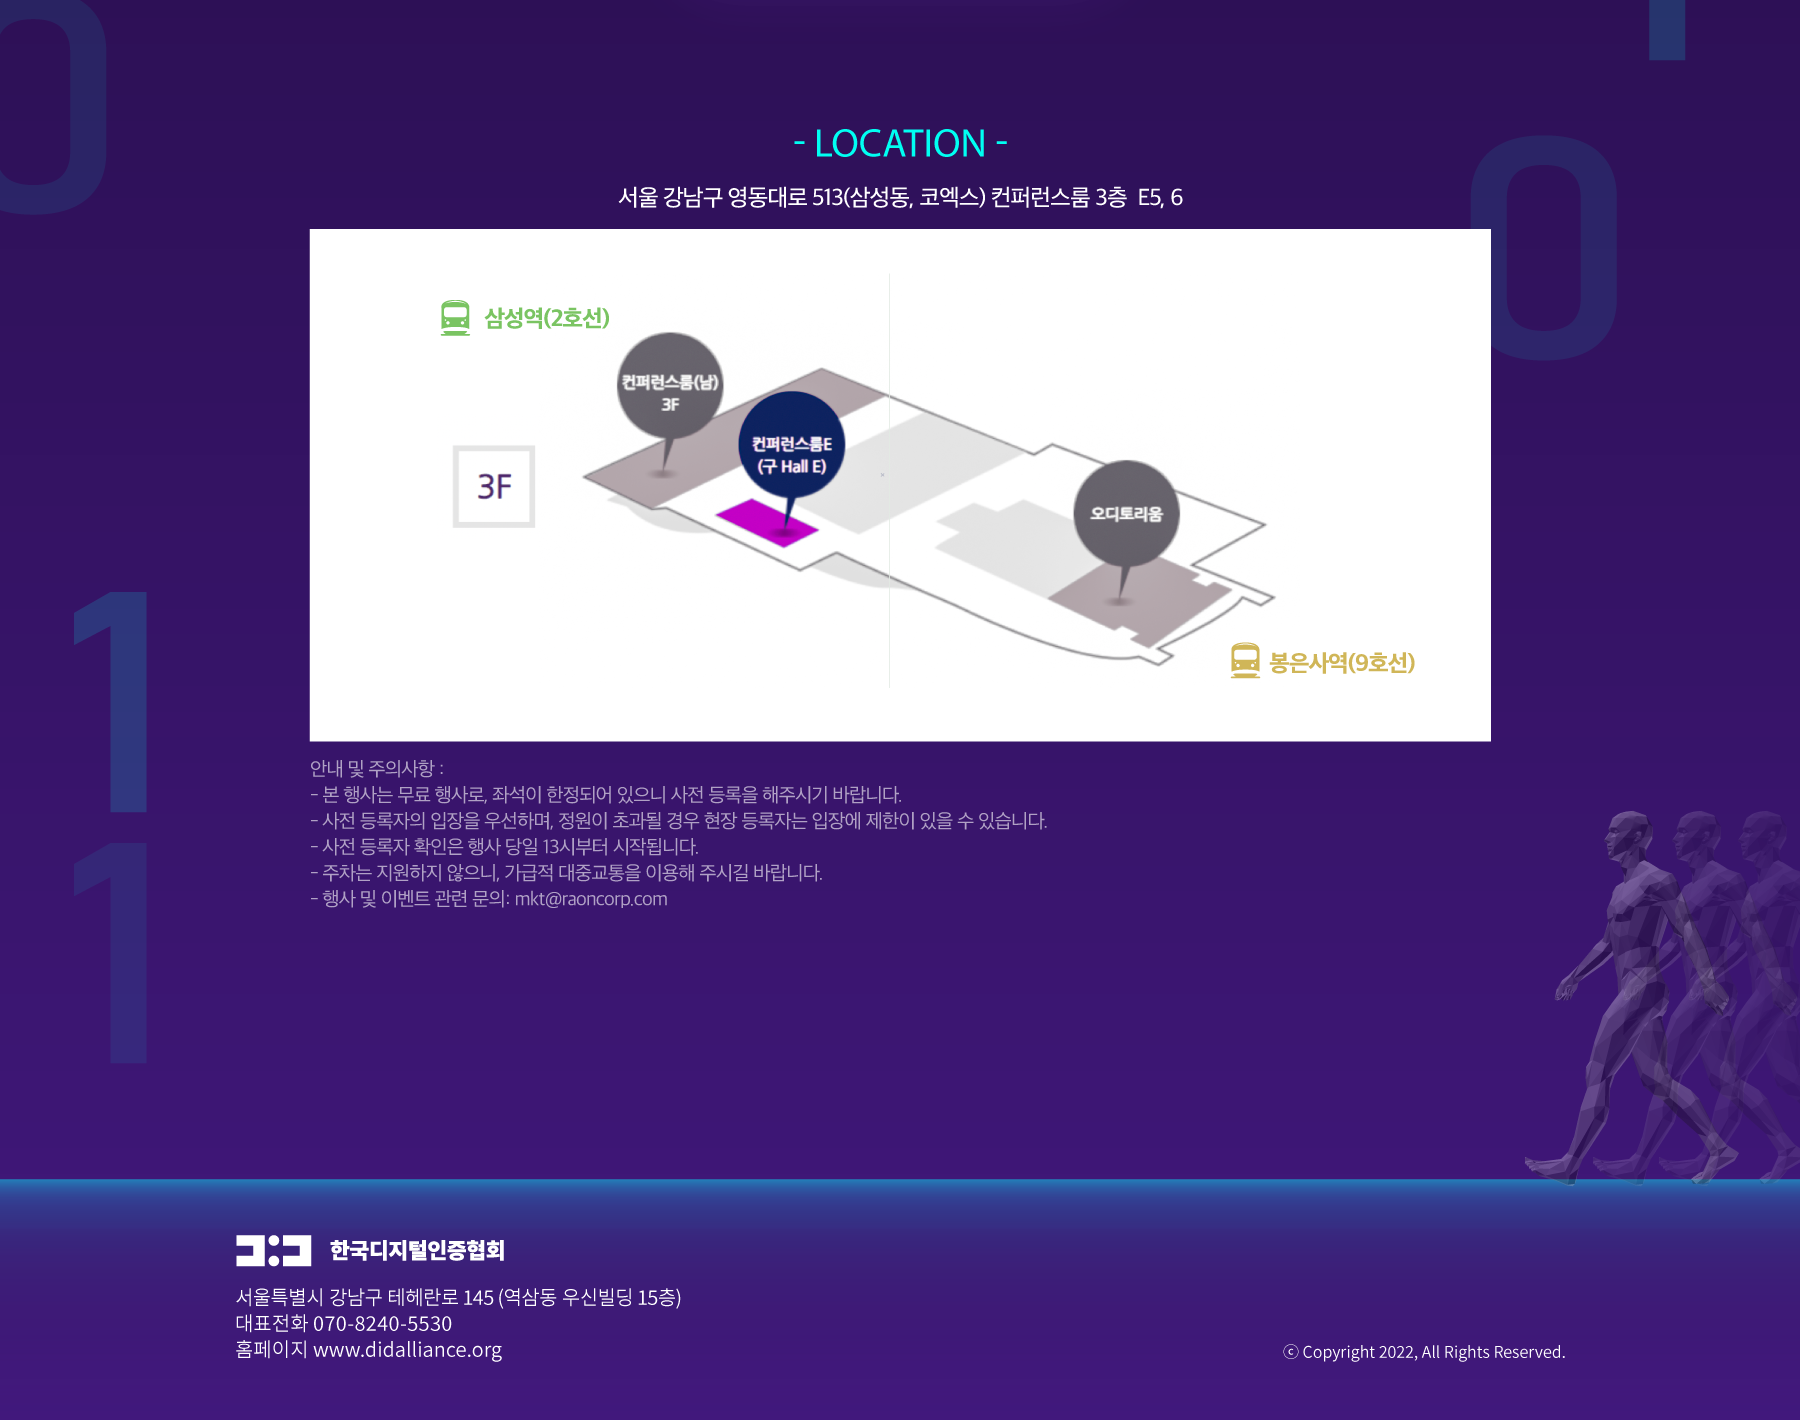 - LOCATION -
서울 강남구 영동대로 513(삼성동, 코엑스) 컨퍼런스룸 3층 E5, 6
삼성역(2호선)
컨퍼런스룸(남)
3F
컨퍼런스룸E
(구 Hall E)
3F
오디토리움
봉은사역(9호선)
안내 및 주의사항 :
- 본 행사는 무료 행사로, 좌석이 한정되어 있으니 사전 등록을 해주시기 바랍니다.
- 사전 등록자의 입장을 우선하며, 정원이 초과될 경우 현장 등록자는 입장에 제한이 있을 수 있습니다.
- 사전 등록자 확인은 행사 당일 13시부터 시작됩니다.
- 주차는 지원하지 않으니, 가급적 대중교통을 이용해 주시길 바랍니다.
- 행사 및 이벤트 관련 문의: mkt@raoncorp.com
한국디지털인증협회
서울특별시 강남구 테헤란로 145 (역삼동 우신빌딩 15층)
대표전화 070-8240-5530
홈페이지 www.didalliance.org
ⓒ Copyright 2022, All Rights Reserved.